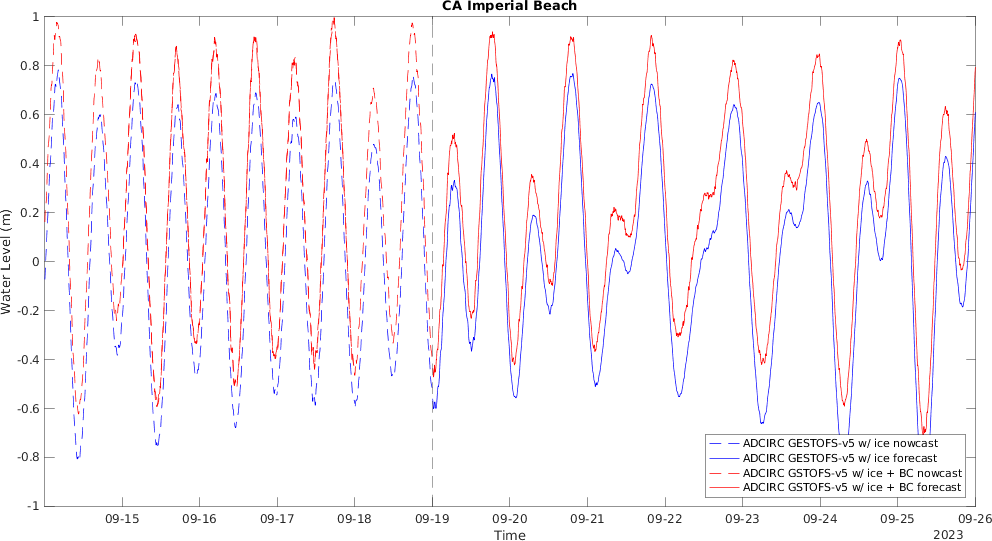 CA Imperial Beach
Water Level (m)
1
0.8
0.6
0.4
0.2
0
-0.2
-0.4
-0.6
-0.8
-1
ADCIRC GESTOFS-v5 w/ ice nowcast
ADCIRC GESTOFS-v5 w/ ice forecast
ADCIRC GSTOFS-v5 w/ ice + BC nowcast
ADCIRC GSTOFS-v5 w/ ice + BC forecast
09-15 09-16 09-17 09-18 09-19 09-20 09-21 09-22 09-23 09-24 09-25 09-26
Time
2023